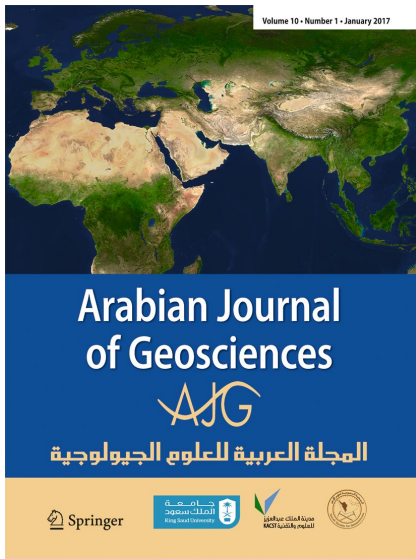 Volume 10 • Number 1 • January 2017
Arabian Journal
of Geosciences
AJG
المجلة العربية للعلوم الجيولوجية
Springer
جــامــعــة
الملك سعود
King Saud University
مدينة الملك عبدالعزيز
للعلوم والتقنية KACST